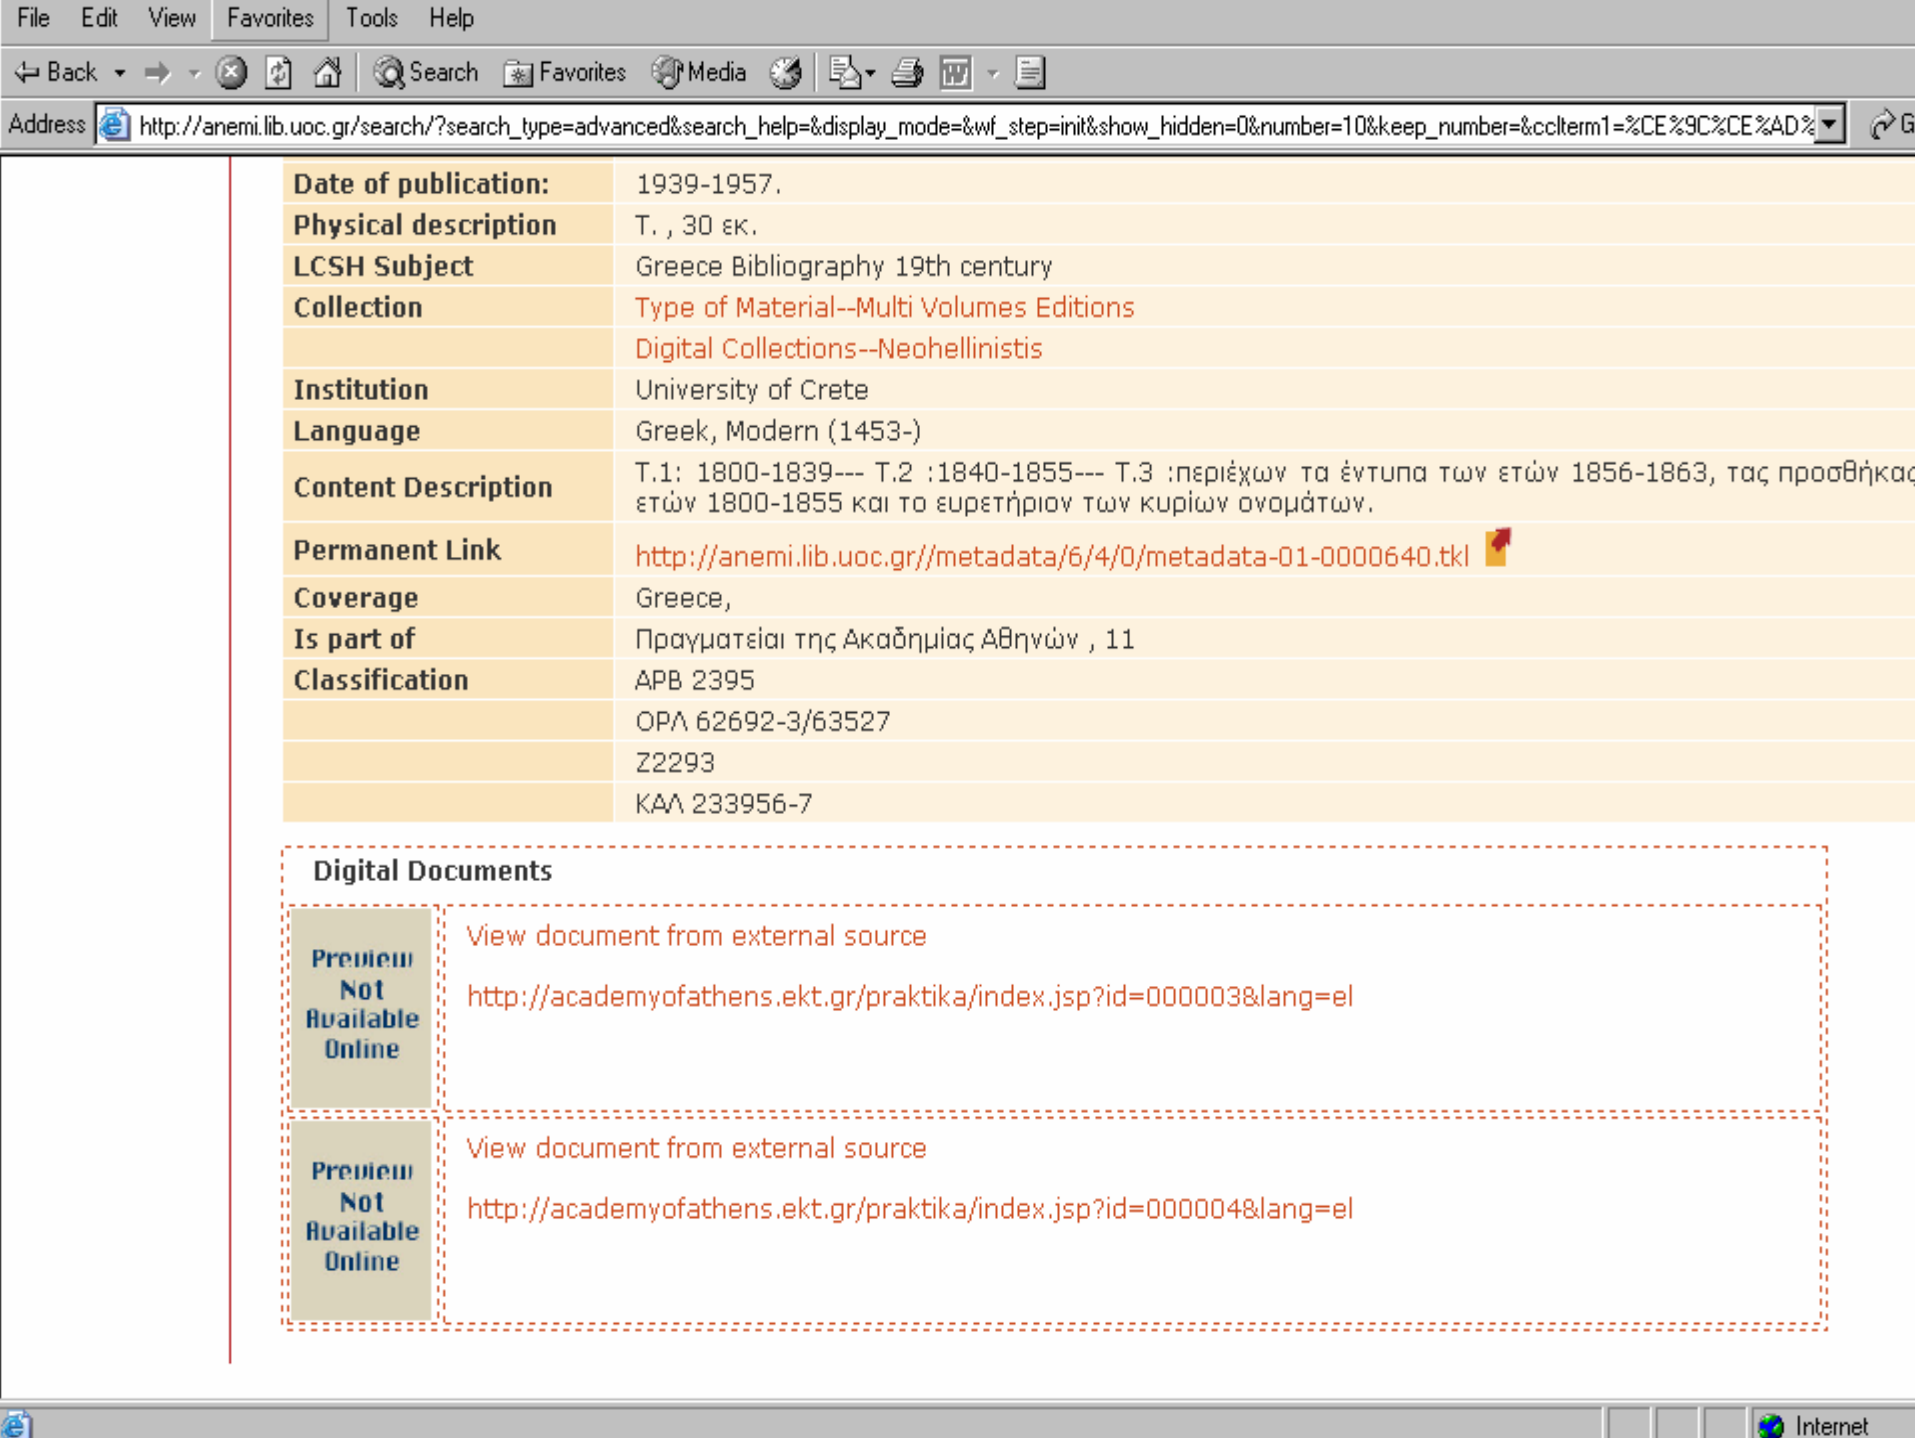 File Edit View Favorites Tools Help
Back Search Favorites Media
Address http://anemi.lib.uoc.gr/search/?search_type=advanced&search_help=&display_mode=&wf_step=init&show_hidden=0&number=10&keep_number=&cclterm1=%CE%9C%CE%AD% G
Date of publication: 1939-1957.
Physical description Τ. , 30 εκ.
LCSH Subject Greece Bibliography 19th century
Collection Type of Material--Multi Volumes Editions
Digital Collections--Neohellinistis
Institution University of Crete
Language Greek, Modern (1453-)
Content Description Τ.1: 1800-1839--- Τ.2 :1840-1855--- Τ.3 :περιέχων τα έντυπα των ετών 1856-1863, τας προσθήκας
ετών 1800-1855 και το ευρετήριον των κυρίων ονομάτων.
Permanent Link http://anemi.lib.uoc.gr//metadata/6/4/0/metadata-01-0000640.tkl
Coverage Greece,
Is part of Πραγματείαι της Ακαδημίας Αθηνών , 11
Classification ΑΡΒ 2395
ΟΡΛ 62692-3/63527
Z2293
ΚΑΛ 233956-7
Digital Documents
Preview
Not
Available
Online
View document from external source
http://academyofathens.ekt.gr/praktika/index.jsp?id=000003&lang=el
Preview
Not
Available
Online
View document from external source
http://academyofathens.ekt.gr/praktika/index.jsp?id=000004&lang=el
Internet